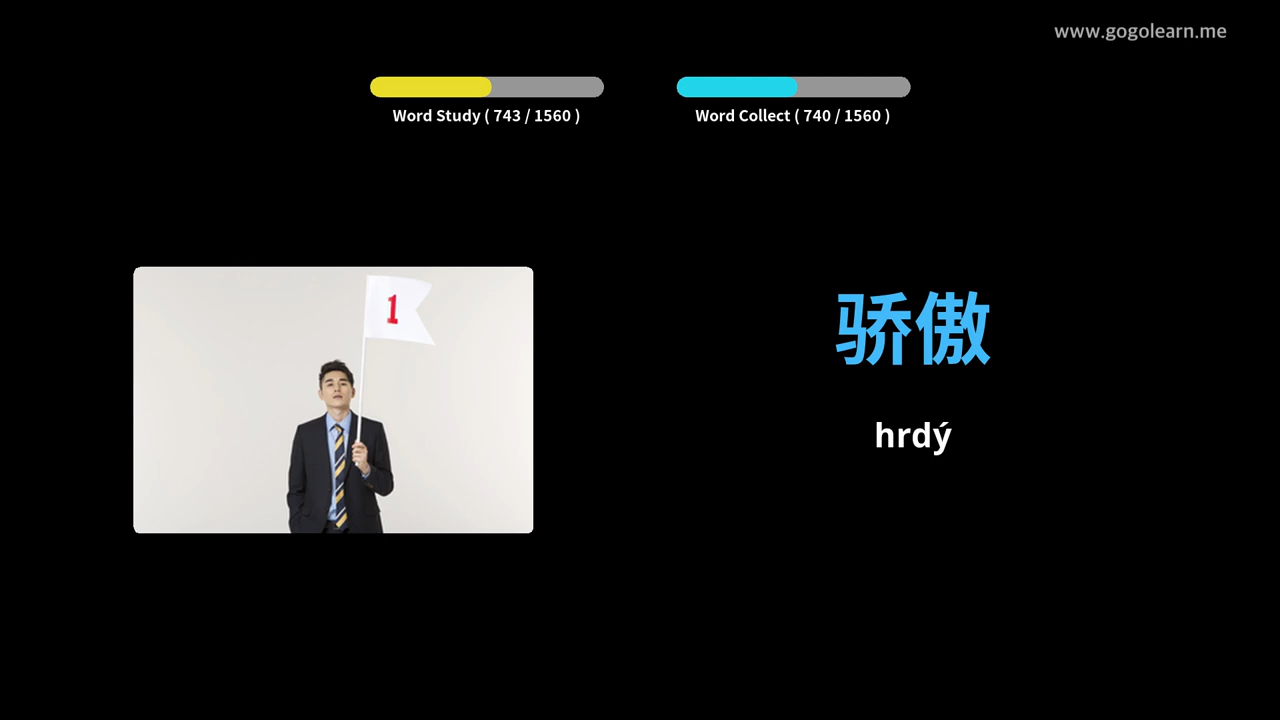 www.gogolearn.me
Word Study ( 743 / 1560 )
Word Collect ( 740 / 1560 )
1
骄傲
hrdý